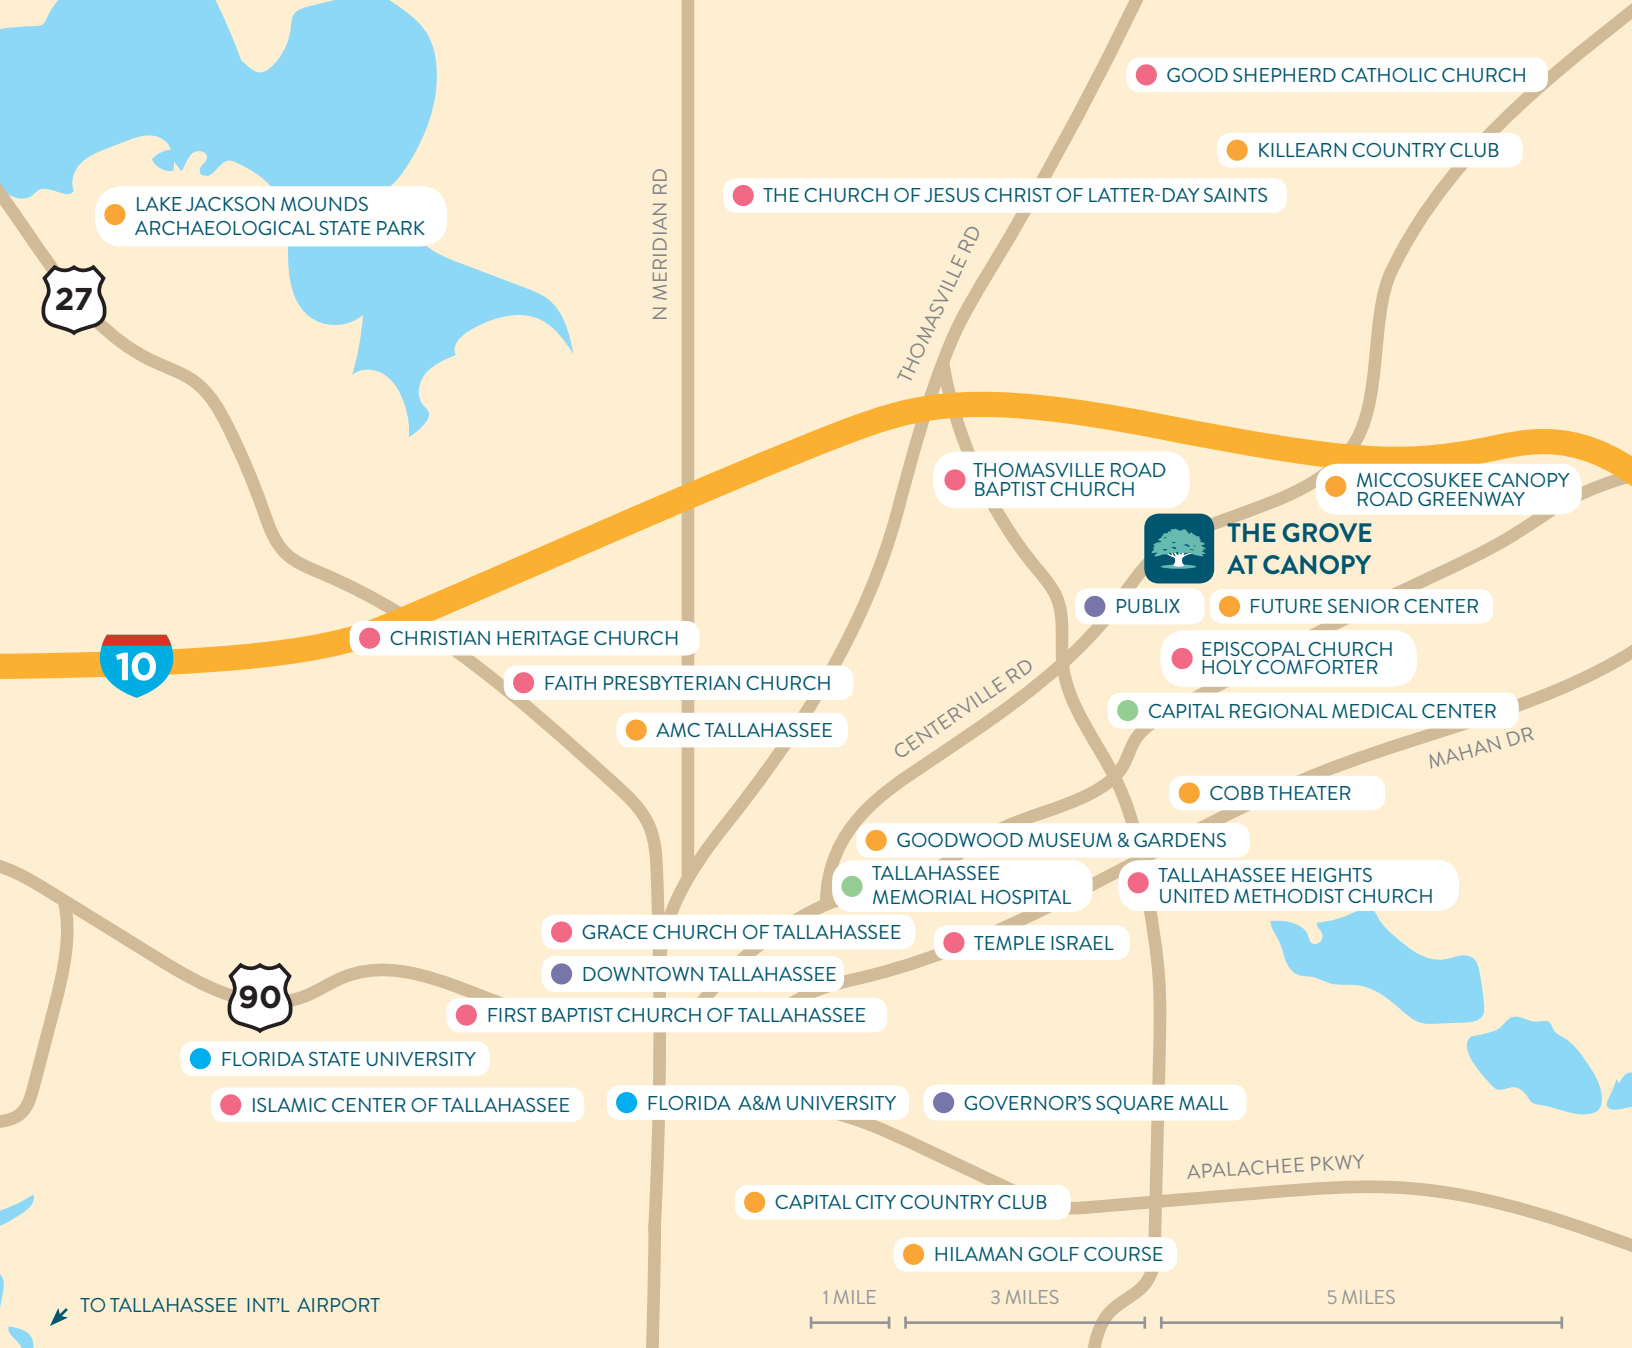 GOOD SHEPHERD CATHOLIC CHURCH
KILLEARN COUNTRY CLUB
THE CHURCH OF JESUS CHRIST OF LATTER-DAY SAINTS
LAKE JACKSON MOUNDS
ARCHAEOLOGICAL STATE PARK
N MERIDIAN RD
THOMASVILLE RD
27
THOMASVILLE ROAD
BAPTIST CHURCH
MICCOSUKEE CANOPY
ROAD GREENWAY
THE GROVE
AT CANOPY
PUBLIX
FUTURE SENIOR CENTER
CHRISTIAN HERITAGE CHURCH
10
EPISCOPAL CHURCH
HOLY COMFORTER
FAITH PRESBYTERIAN CHURCH
CENTERVILLE RD
CAPITAL REGIONAL MEDICAL CENTER
AMC TALLAHASSEE
MAHAN DR
COBB THEATER
GOODWOOD MUSEUM & GARDENS
TALLAHASSEE
MEMORIAL HOSPITAL
TALLAHASSEE HEIGHTS
UNITED METHODIST CHURCH
GRACE CHURCH OF TALLAHASSEE
TEMPLE ISRAEL
DOWNTOWN TALLAHASSEE
90
FIRST BAPTIST CHURCH OF TALLAHASSEE
FLORIDA STATE UNIVERSITY
ISLAMIC CENTER OF TALLAHASSEE
FLORIDA A&M UNIVERSITY
GOVERNOR'S SQUARE MALL
APALACHEE PKWY
CAPITAL CITY COUNTRY CLUB
HILAMAN GOLF COURSE
TO TALLAHASSEE INT'L AIRPORT
1 MILE
3 MILES
5 MILES